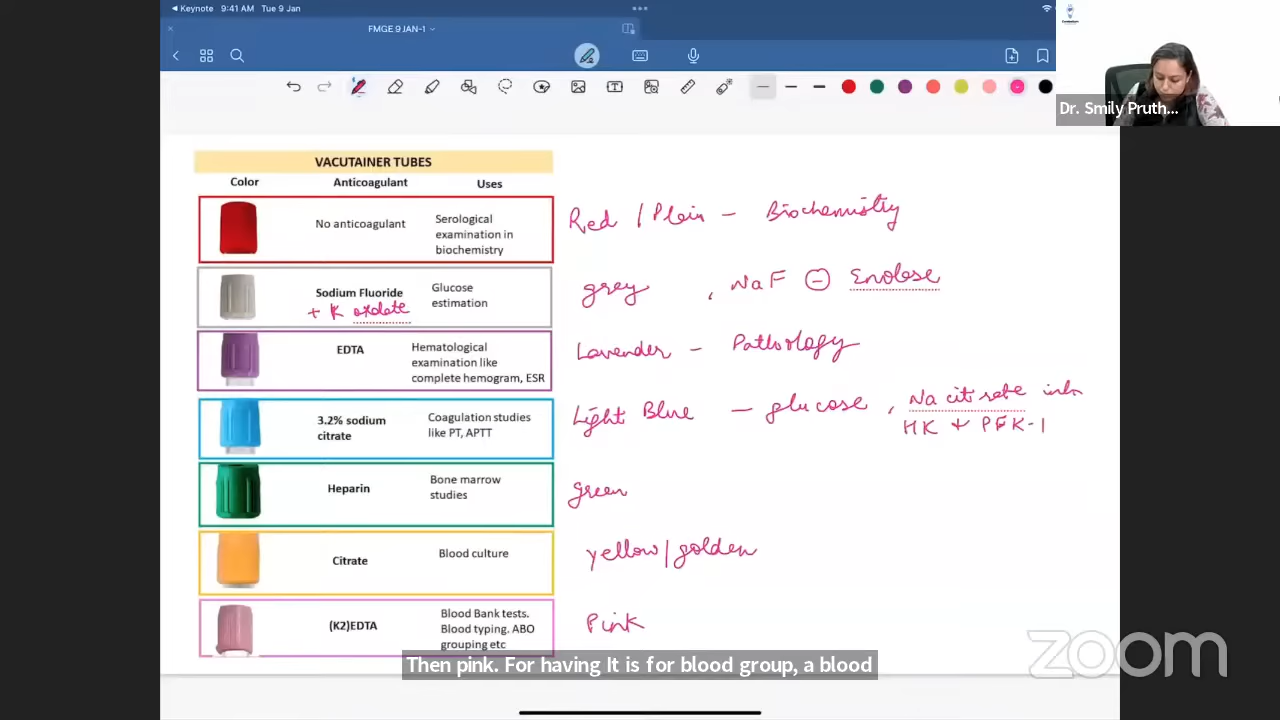 Keynote 9:41 AM Tue 9 Jan
FMGE 9 JAN-1
Dr. Smily Pruth...
VACUTAINER TUBES
Color Anticoagulant Uses
No anticoagulant
Serological
examination in
biochemistry
Red / Plain - Biochemistry
Sodium Fluoride
+ K oxalate
Glucose
estimation
grey , NaF ⊖ Enolase
EDTA
Hematological
examination like
complete hemogram, ESR
Lavender - Pathology
3.2% sodium
citrate
Coagulation studies
like PT, APTT
Light Blue - glucose , Na citrate inh
HK + PFK-1
Heparin
Bone marrow
studies
green
Citrate
Blood culture
yellow/golden
(K2)EDTA
Blood Bank tests.
Blood typing. ABO
grouping etc
Pink
Then pink. For having It is for blood group, a blood
zoom